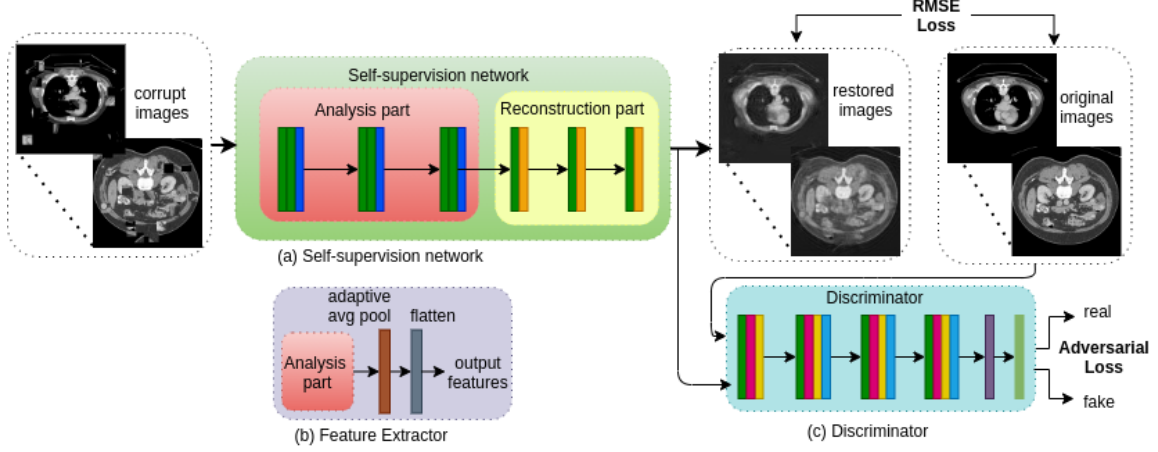 RMSE
Loss
corrupt
images
Self-supervision network
Analysis part
Reconstruction part
restored
images
original
images
(a) Self-supervision network
adaptive
avg pool
flatten
Analysis
part
output
features
(b) Feature Extractor
Discriminator
real
Adversarial
Loss
fake
(c) Discriminator